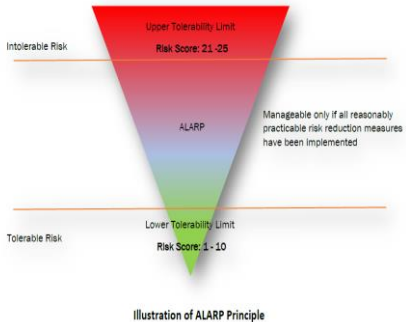 Upper Tolerability Limit
Intolerable Risk
Risk Score: 21 -25
ALARP
Manageable only if all reasonably
practicable risk reduction measures
have been implemented
Lower Tolerability Limit
Tolerable Risk
Risk Score: 1 - 10
Illustration of ALARP Principle